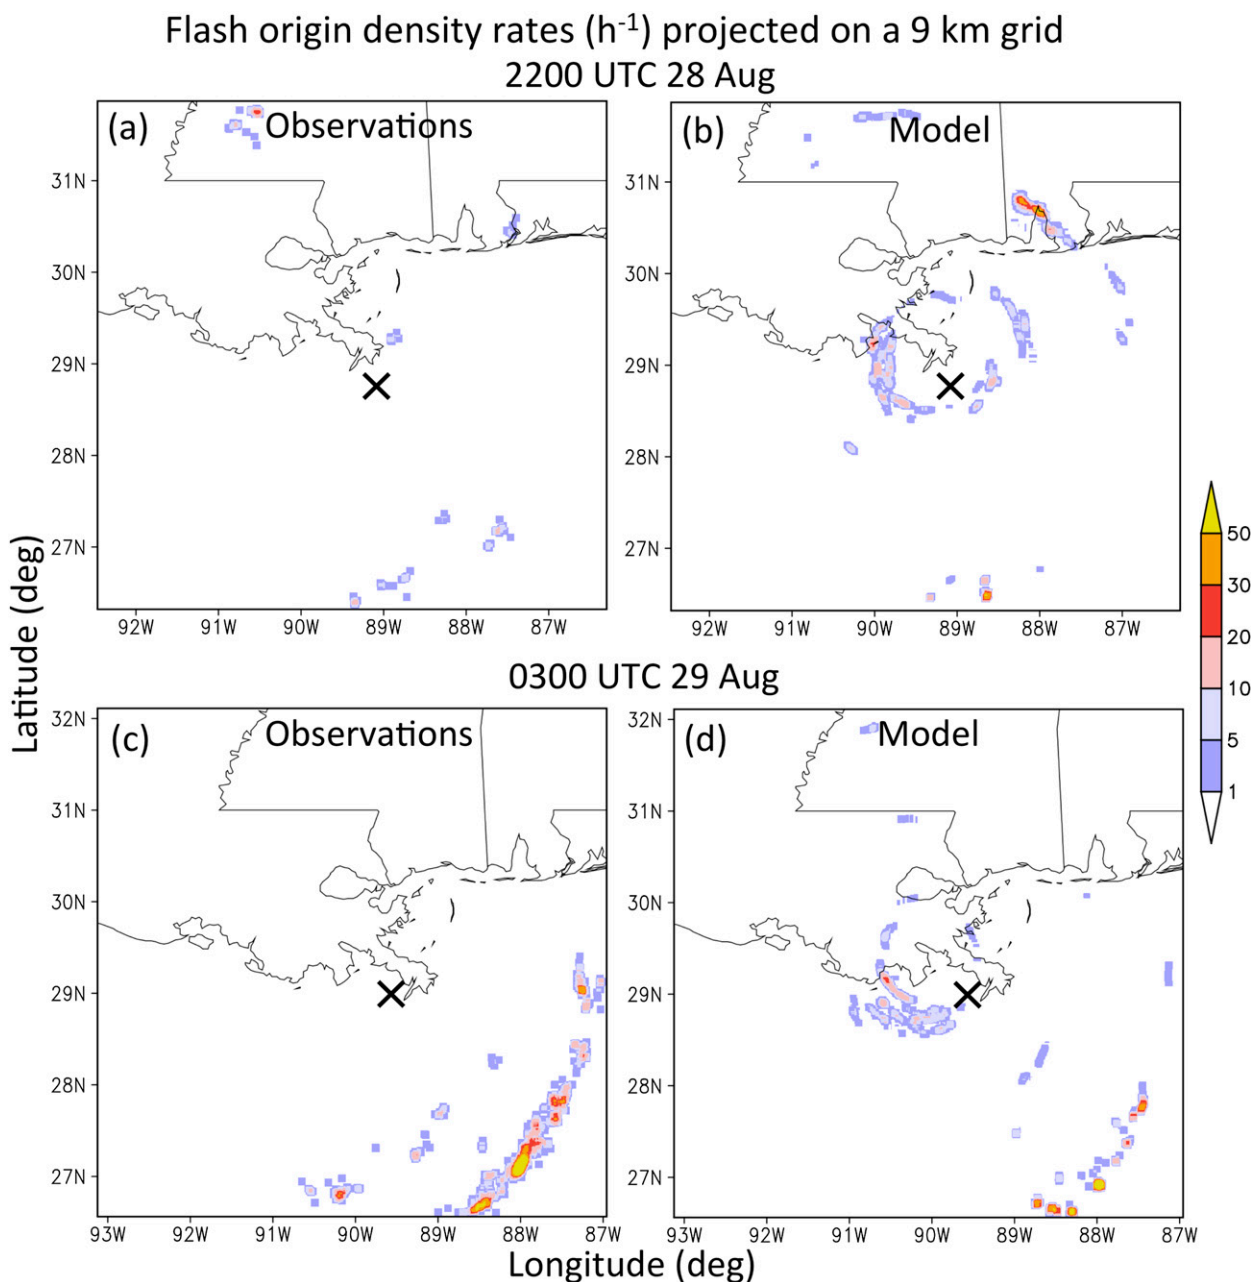 Flash origin density rates (h⁻¹) projected on a 9 km grid
2200 UTC 28 Aug
(a) Observations
(b) Model
31N
30N
29N
28N
27N
92W 91W 90W 89W 88W 87W
31N
30N
29N
28N
27N
92W 91W 90W 89W 88W 87W
0300 UTC 29 Aug
(c) Observations
(d) Model
32N
31N
30N
29N
28N
27N
93W 92W 91W 90W 89W 88W 87W
32N
31N
30N
29N
28N
27N
93W 92W 91W 90W 89W 88W 87W
50
30
20
10
5
1
Latitude (deg)
Longitude (deg)